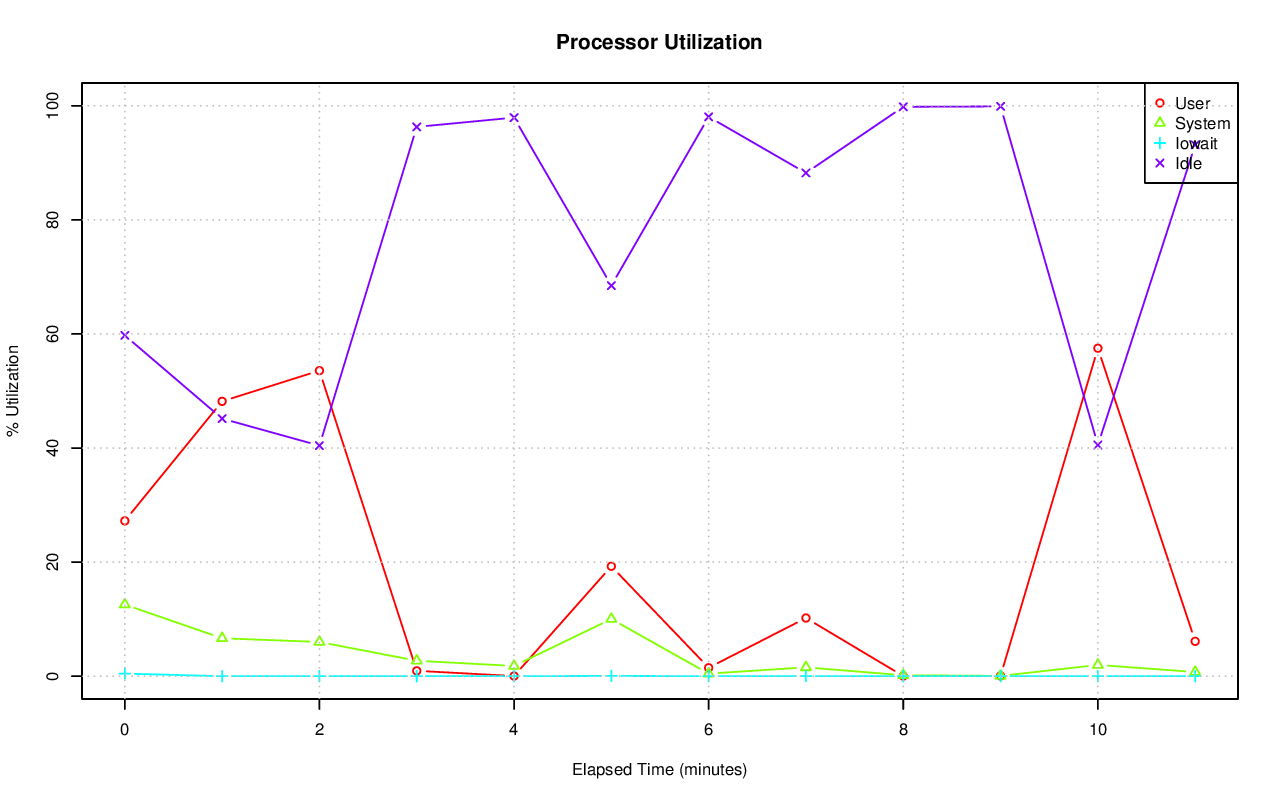 Processor Utilization
% Utilization
100
80
60
40
20
0
User
System
Iowait
Idle
0 2 4 6 8 10
Elapsed Time (minutes)